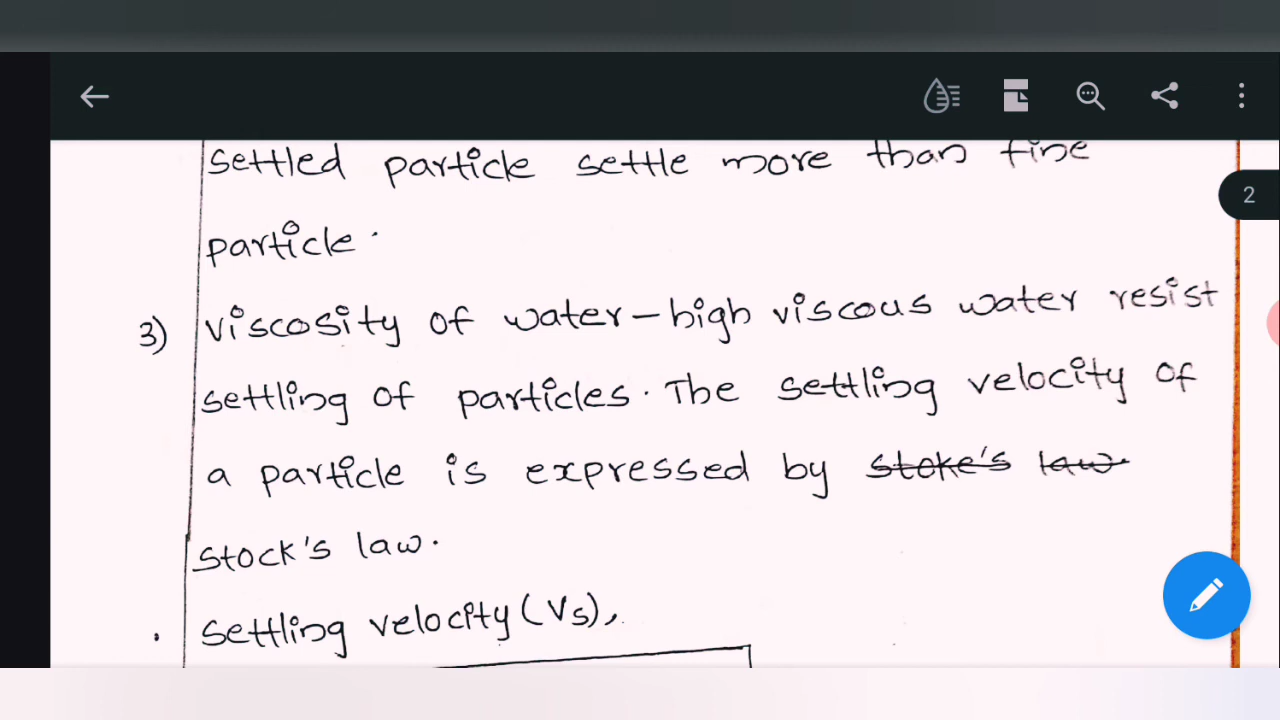 2
settled particle settle more than fine
particle.
3) viscosity of water - high viscous water resist
settling of particles. The settling velocity of
a particle is expressed by stoke's law
stock's law.
. settling velocity (Vs),